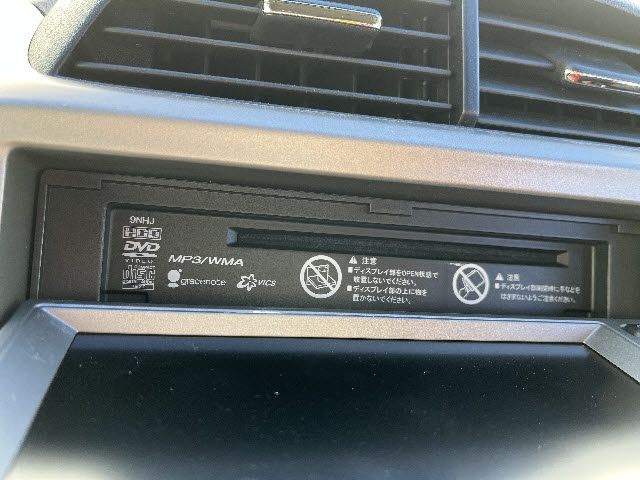 9NHJ
HDD
DVD
VIDEO
MP3/WMA
gracenote
VICS
⚠ 注意
■ディスプレイ部をOPEN状態で
放置しないでください。
■ディスプレイ部の上に物を
置かないでください。
⚠ 注意
■ディスプレイ部開閉時に手などを
はさまないようご注意ください。